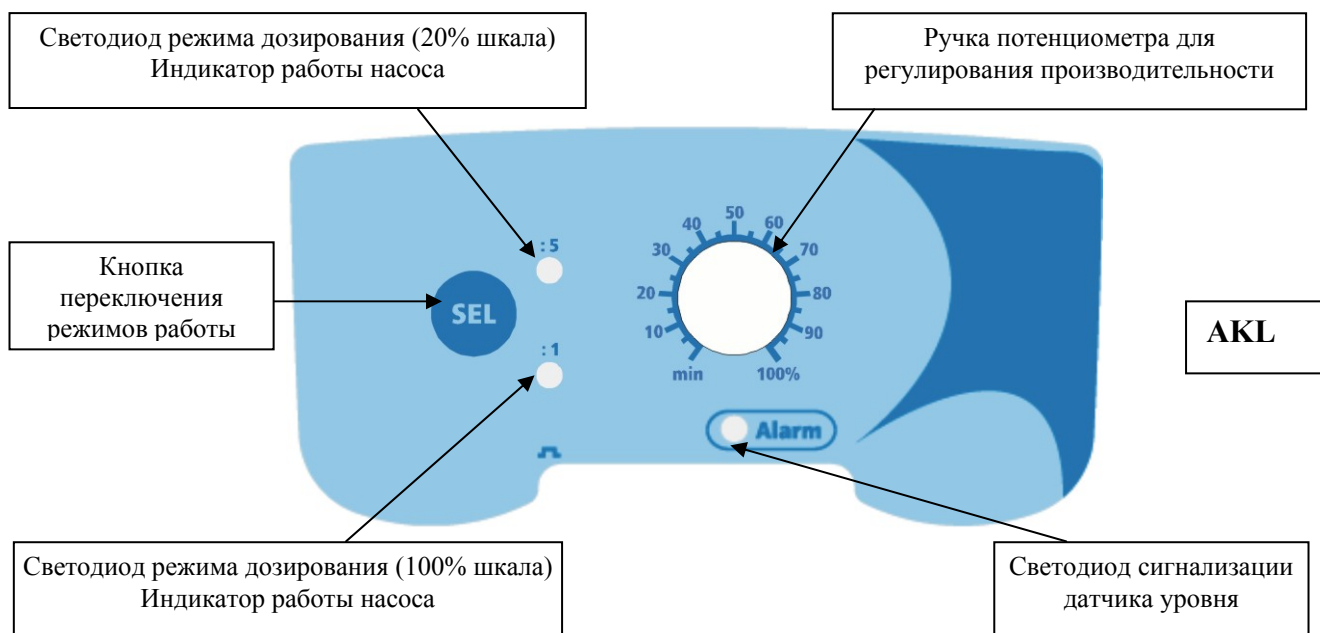 Светодиод режима дозирования (20% шкала)
Индикатор работы насоса
Ручка потенциометра для
регулирования производительности
Кнопка
переключения
режимов работы
SEL
: 5
: 1
min
10
20
30
40
50
60
70
80
90
100%
Alarm
AKL
Светодиод режима дозирования (100% шкала)
Индикатор работы насоса
Светодиод сигнализации
датчика уровня